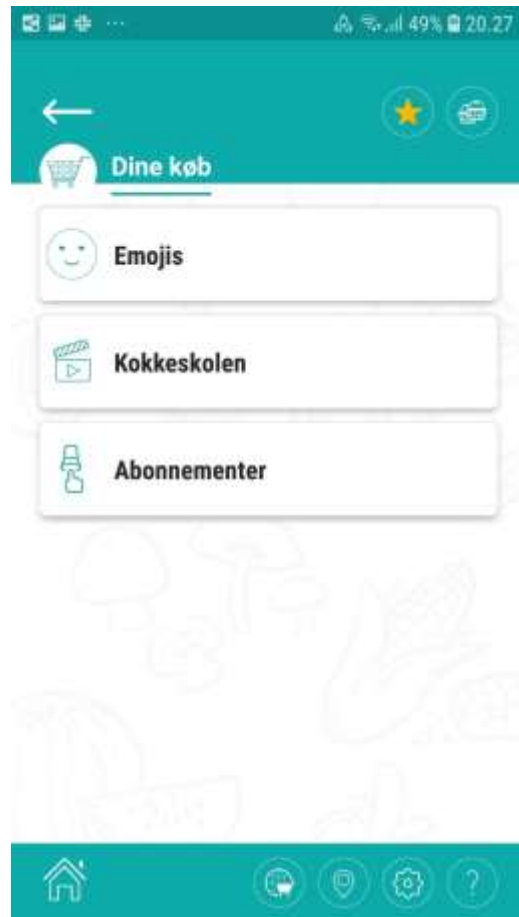 49% 20.27
Dine køb
Emojis
Kokkeskolen
Abonnementer
?